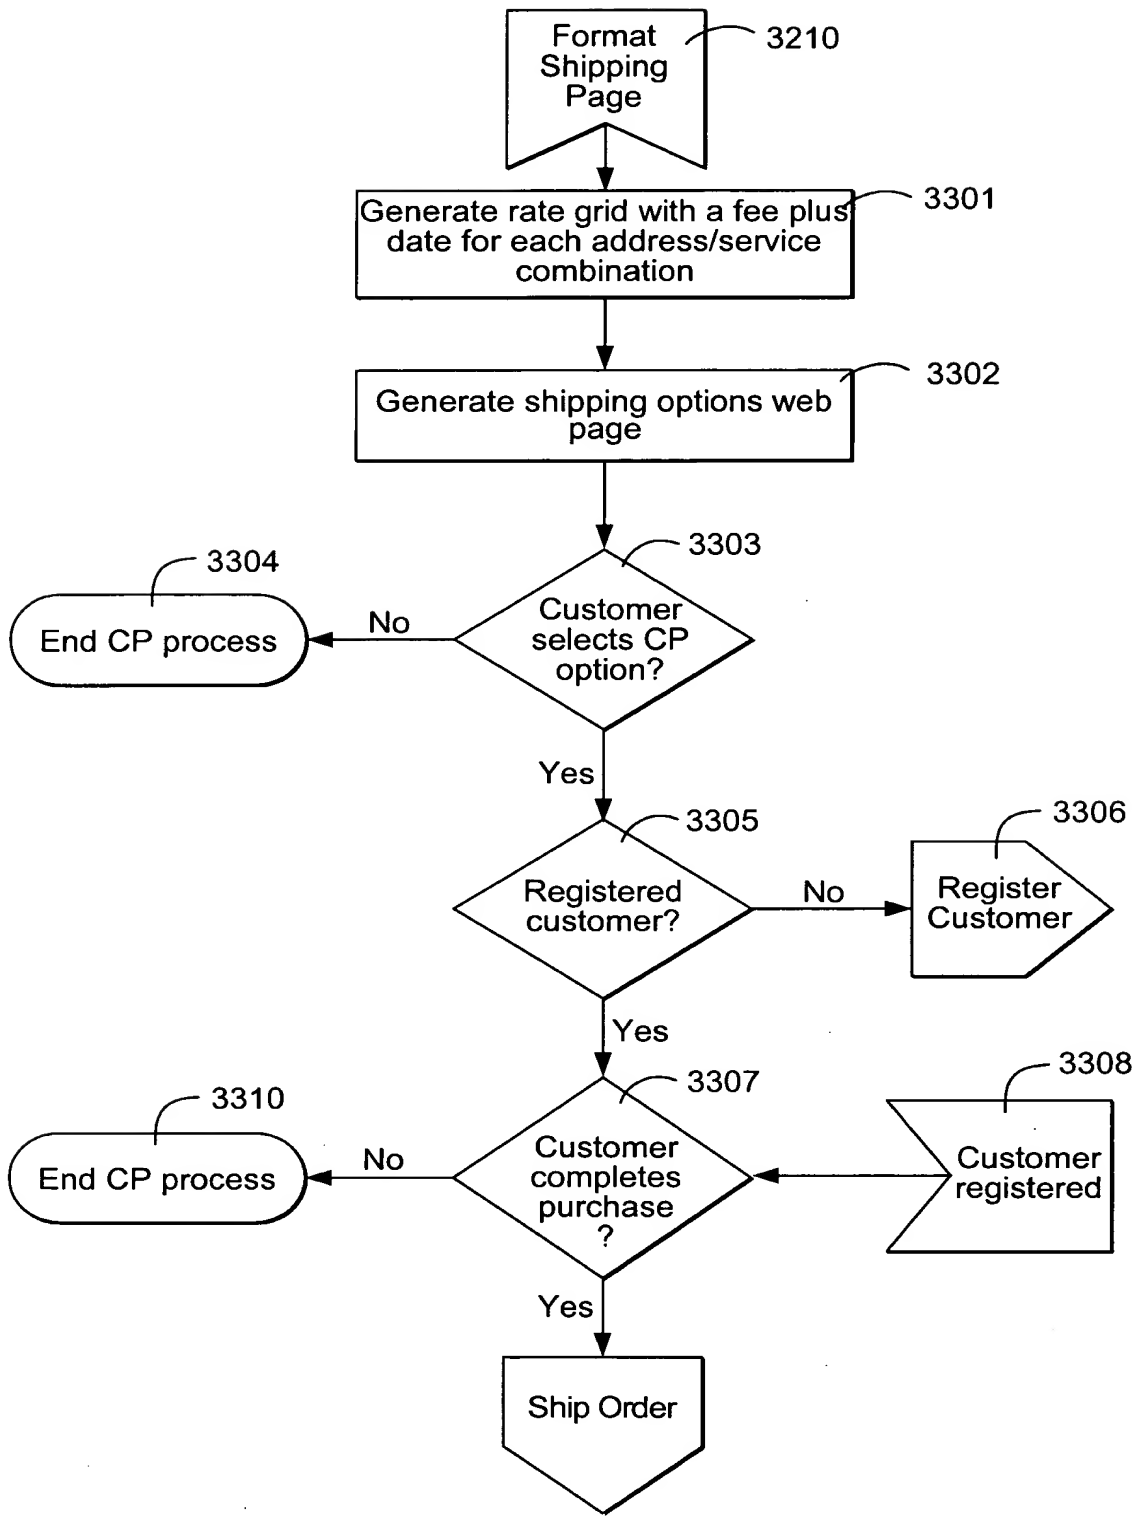 Format
Shipping
Page
3210
Generate rate grid with a fee plus
date for each address/service
combination
3301
Generate shipping options web
page
3302
Customer
selects CP
option?
3303
No
End CP process
3304
Yes
Registered
customer?
3305
No
Register
Customer
3306
Yes
Customer
completes
purchase
?
3307
Customer
registered
3308
No
End CP process
3310
Yes
Ship Order